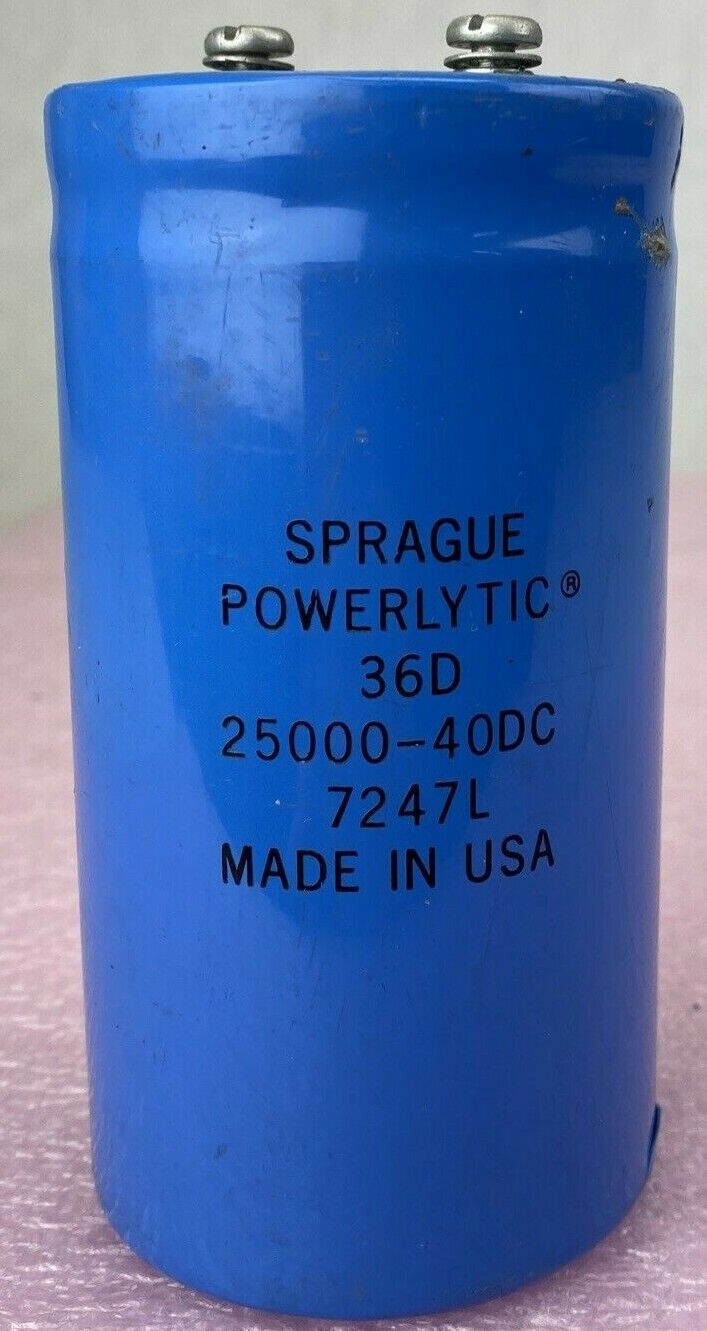 SPRAGUE
POWERLYTIC®
36D
25000-40DC
7247L
MADE IN USA